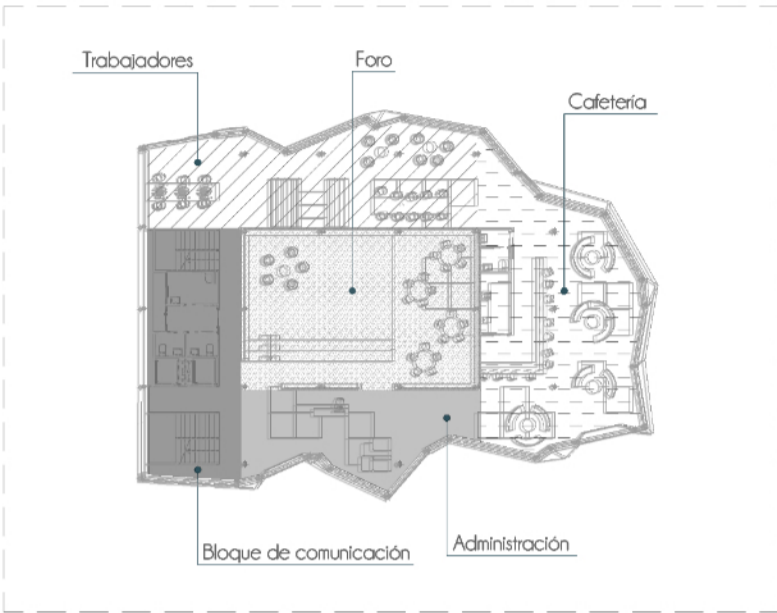 Trabajadores
Foro
Cafetería
Bloque de comunicación
Administración